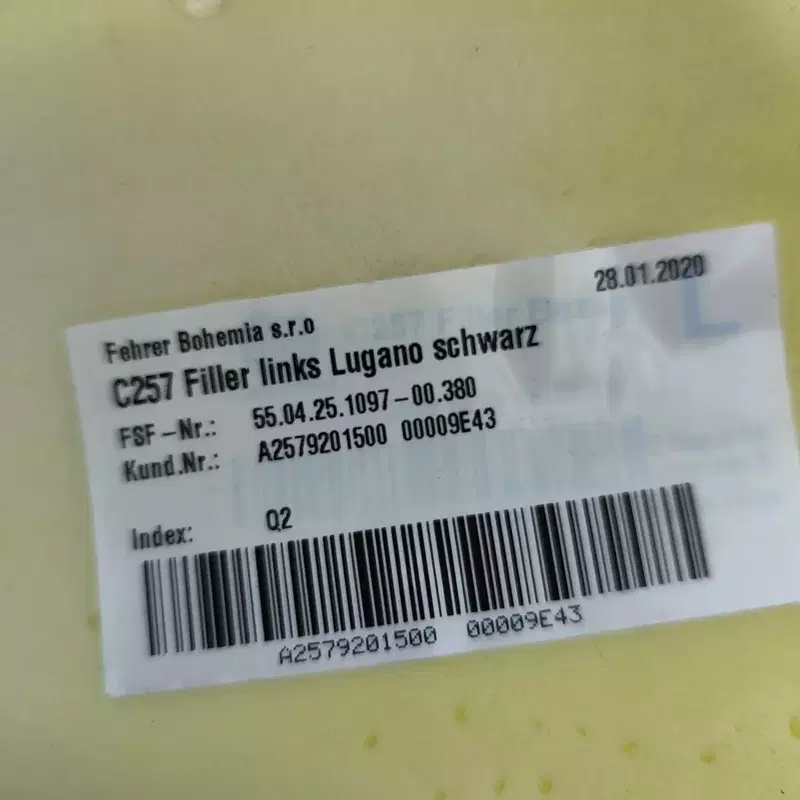 28.01.2020
Fehrer Bohemia s.r.o
C257 Filler links Lugano schwarz
FSF-Nr.: 55.04.25.1097-00.380
Kund.Nr.: A2579201500 00009E43
Index: Q2
A2579201500 00009E43